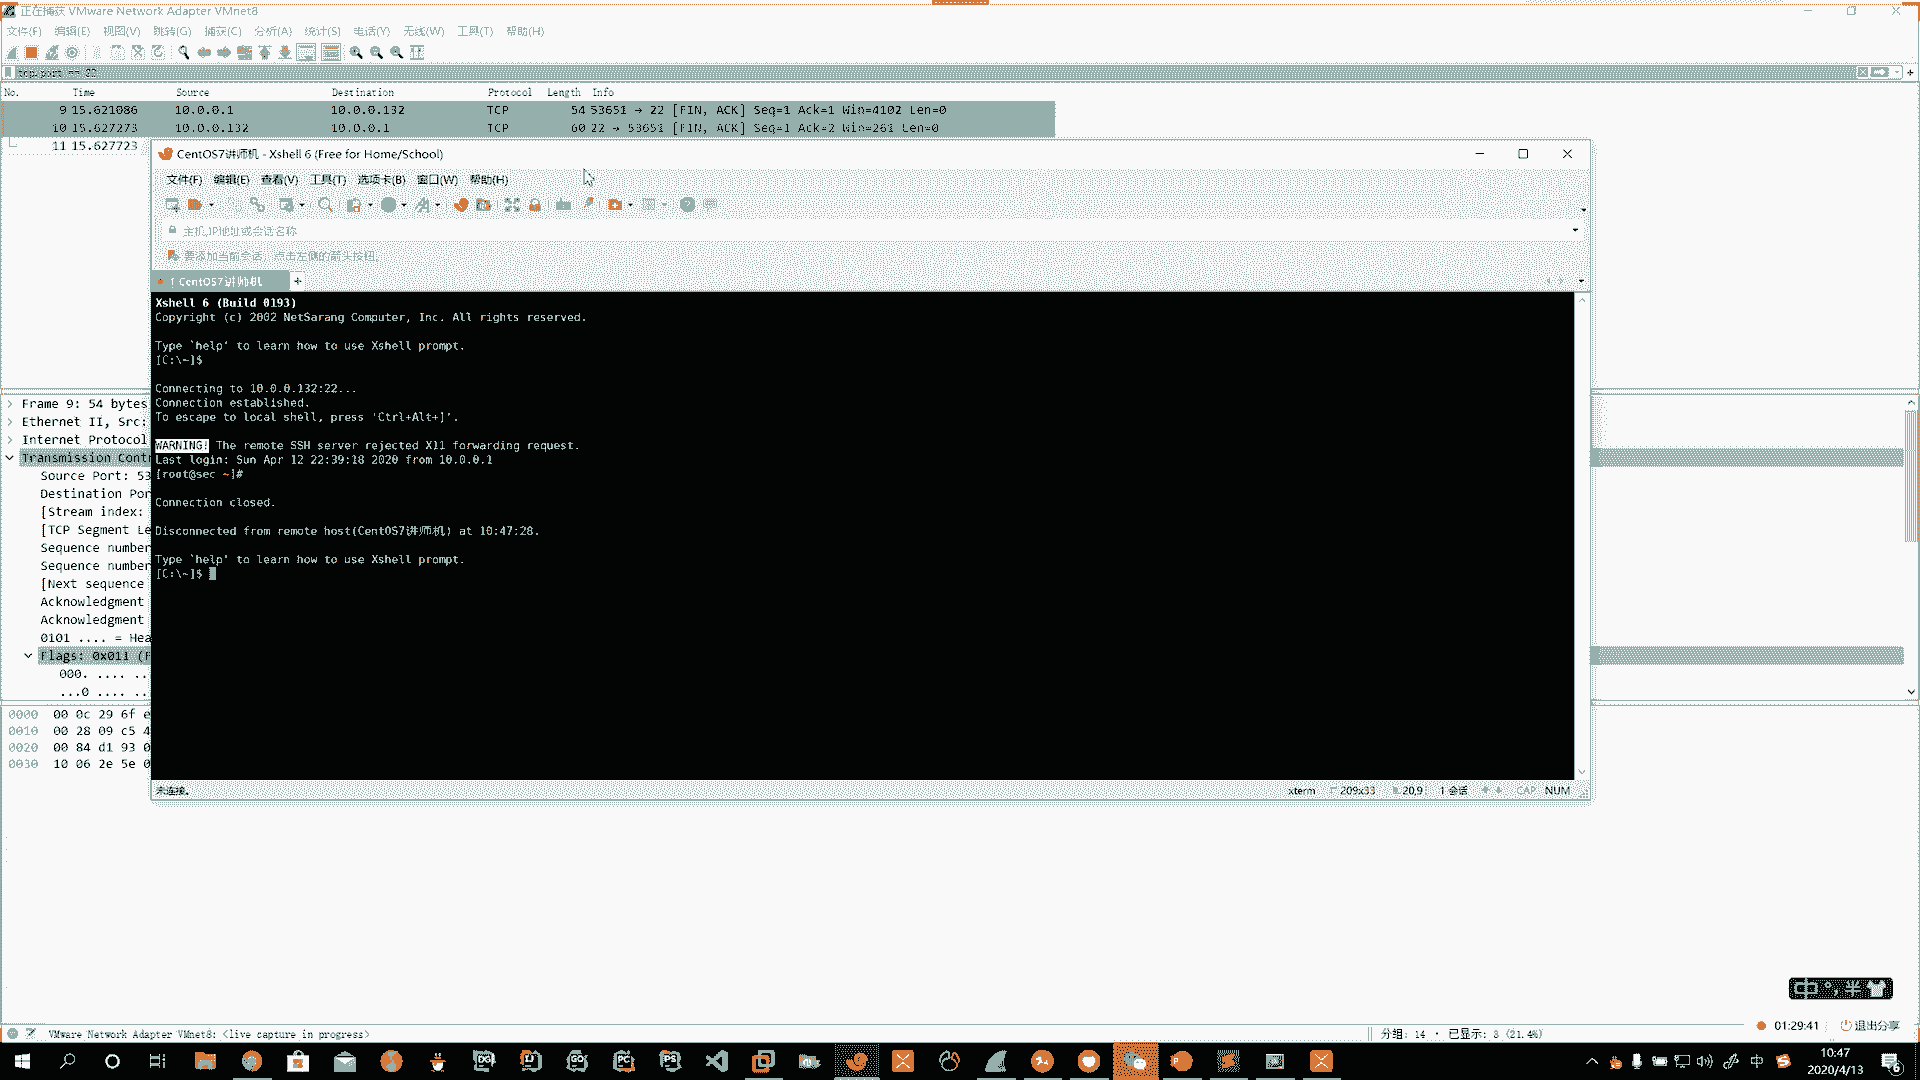 正在捕获 VMware Network Adapter VMnet8
文件(F) 编辑(E) 视图(V) 跳转(G) 捕获(C) 分析(A) 统计(S) 电话(Y) 无线(W) 工具(T) 帮助(H)
tcp.port == 22
No. Time Source Destination Protocol Length Info
9 15.621086 10.0.0.1 10.0.0.132 TCP 54 53651 → 22 [FIN, ACK] Seq=1 Ack=1 Win=4102 Len=0
10 15.627273 10.0.0.132 10.0.0.1 TCP 60 22 → 53651 [FIN, ACK] Seq=1 Ack=2 Win=261 Len=0
11 15.627723
CentOS7讲师机 - Xshell 6 (Free for Home/School)
文件(F) 编辑(E) 查看(V) 工具(T) 选项卡(B) 窗口(W) 帮助(H)
主机,IP地址或会话名称
要添加当前会话，点击左侧的箭头按钮。
1 CentOS7讲师机 +
Xshell 6 (Build 0193)
Copyright (c) 2002 NetSarang Computer, Inc. All rights reserved.
Type `help' to learn how to use Xshell prompt.
[C:\~]$
Connecting to 10.0.0.132:22...
Connection established.
To escape to local shell, press 'Ctrl+Alt+]'.
WARNING! The remote SSH server rejected X11 forwarding request.
Last login: Sun Apr 12 22:39:18 2020 from 10.0.0.1
[root@sec ~]#
Connection closed.
Disconnected from remote host(CentOS7讲师机) at 10:47:28.
Type `help' to learn how to use Xshell prompt.
[C:\~]$
未连接。 xterm 209x33 20,9 1 会话 CAP NUM
Frame 9: 54 bytes
Ethernet II, Src:
Internet Protocol
Transmission Contr
Source Port: 53
Destination Por
[Stream index:
[TCP Segment Le
Sequence number
Sequence number
[Next sequence
Acknowledgment
Acknowledgment
0101 .... = Hea
Flags: 0x011 (F
000. .... ..
...0 .... ..
0000 00 0c 29 6f e
0010 00 28 09 c5 4
0020 00 84 d1 93 0
0030 10 06 2e 5e 0
中 °, 半
VMware Network Adapter VMnet8: <live capture in progress>
分组: 14 · 已显示: 3 (21.4%)
01:29:41 退出分享
DG IJ GO PC PS
中
10:47
2020/4/13
6